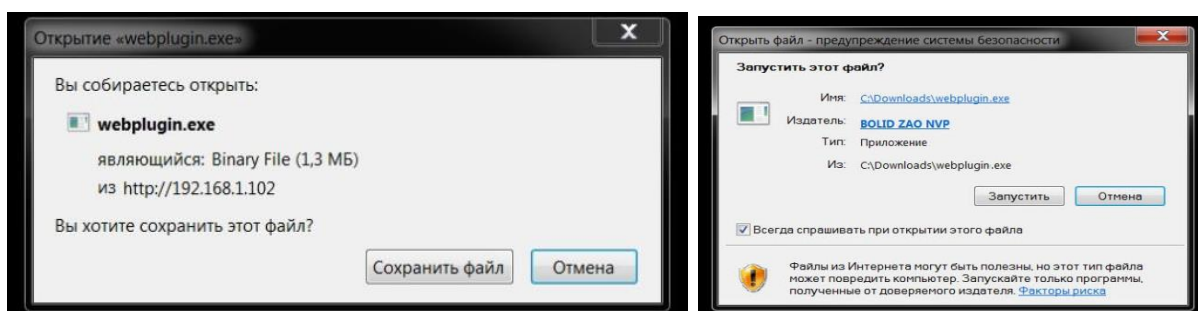 Открытие «webplugin.exe»
Вы собираетесь открыть:
webplugin.exe
являющийся: Binary File (1,3 МБ)
из http://192.168.1.102
Вы хотите сохранить этот файл?
Сохранить файл
Отмена
Открыть файл - предупреждение системы безопасности
Запустить этот файл?
Имя: C:\Downloads\webplugin.exe
Издатель: BOLID ZAO NVP
Тип: Приложение
Из: C:\Downloads\webplugin.exe
Запустить
Отмена
Всегда спрашивать при открытии этого файла
Файлы из Интернета могут быть полезны, но этот тип файла
может повредить компьютер. Запускайте только программы,
полученные от доверяемого издателя. Факторы риска